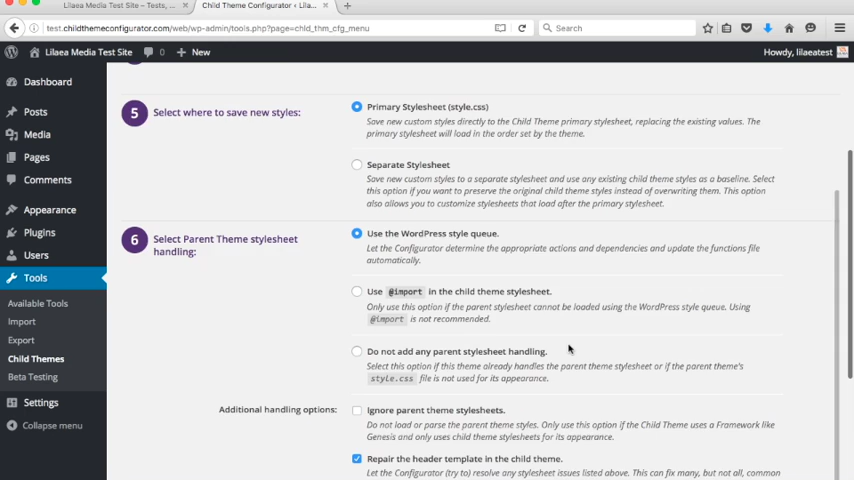 Lilaea Media Test Site – Tests, ...
Child Theme Configurator ‹ Lila...
test.childthemeconfigurator.com/web/wp-admin/tools.php?page=chld_thm_cfg_menu
Search
Lilaea Media Test Site
0
New
Howdy, lilaeatest
Dashboard
Posts
Media
Pages
Comments
Appearance
Plugins
Users
Tools
Available Tools
Import
Export
Child Themes
Beta Testing
Settings
Collapse menu
5
Select where to save new styles:
Primary Stylesheet (style.css)
Save new custom styles directly to the Child Theme primary stylesheet, replacing the existing values. The
primary stylesheet will load in the order set by the theme.
Separate Stylesheet
Save new custom styles to a separate stylesheet and use any existing child theme styles as a baseline. Select
this option if you want to preserve the original child theme styles instead of overwriting them. This option
also allows you to customize stylesheets that load after the primary stylesheet.
6
Select Parent Theme stylesheet
handling:
Use the WordPress style queue.
Let the Configurator determine the appropriate actions and dependencies and update the functions file
automatically.
Use @import in the child theme stylesheet.
Only use this option if the parent stylesheet cannot be loaded using the WordPress style queue. Using
@import is not recommended.
Do not add any parent stylesheet handling.
Select this option if this theme already handles the parent theme stylesheet or if the parent theme's
style.css file is not used for its appearance.
Additional handling options:
Ignore parent theme stylesheets.
Do not load or parse the parent theme styles. Only use this option if the Child Theme uses a Framework like
Genesis and only uses child theme stylesheets for its appearance.
Repair the header template in the child theme.
Let the Configurator (try to) resolve any stylesheet issues listed above. This can fix many, but not all, common